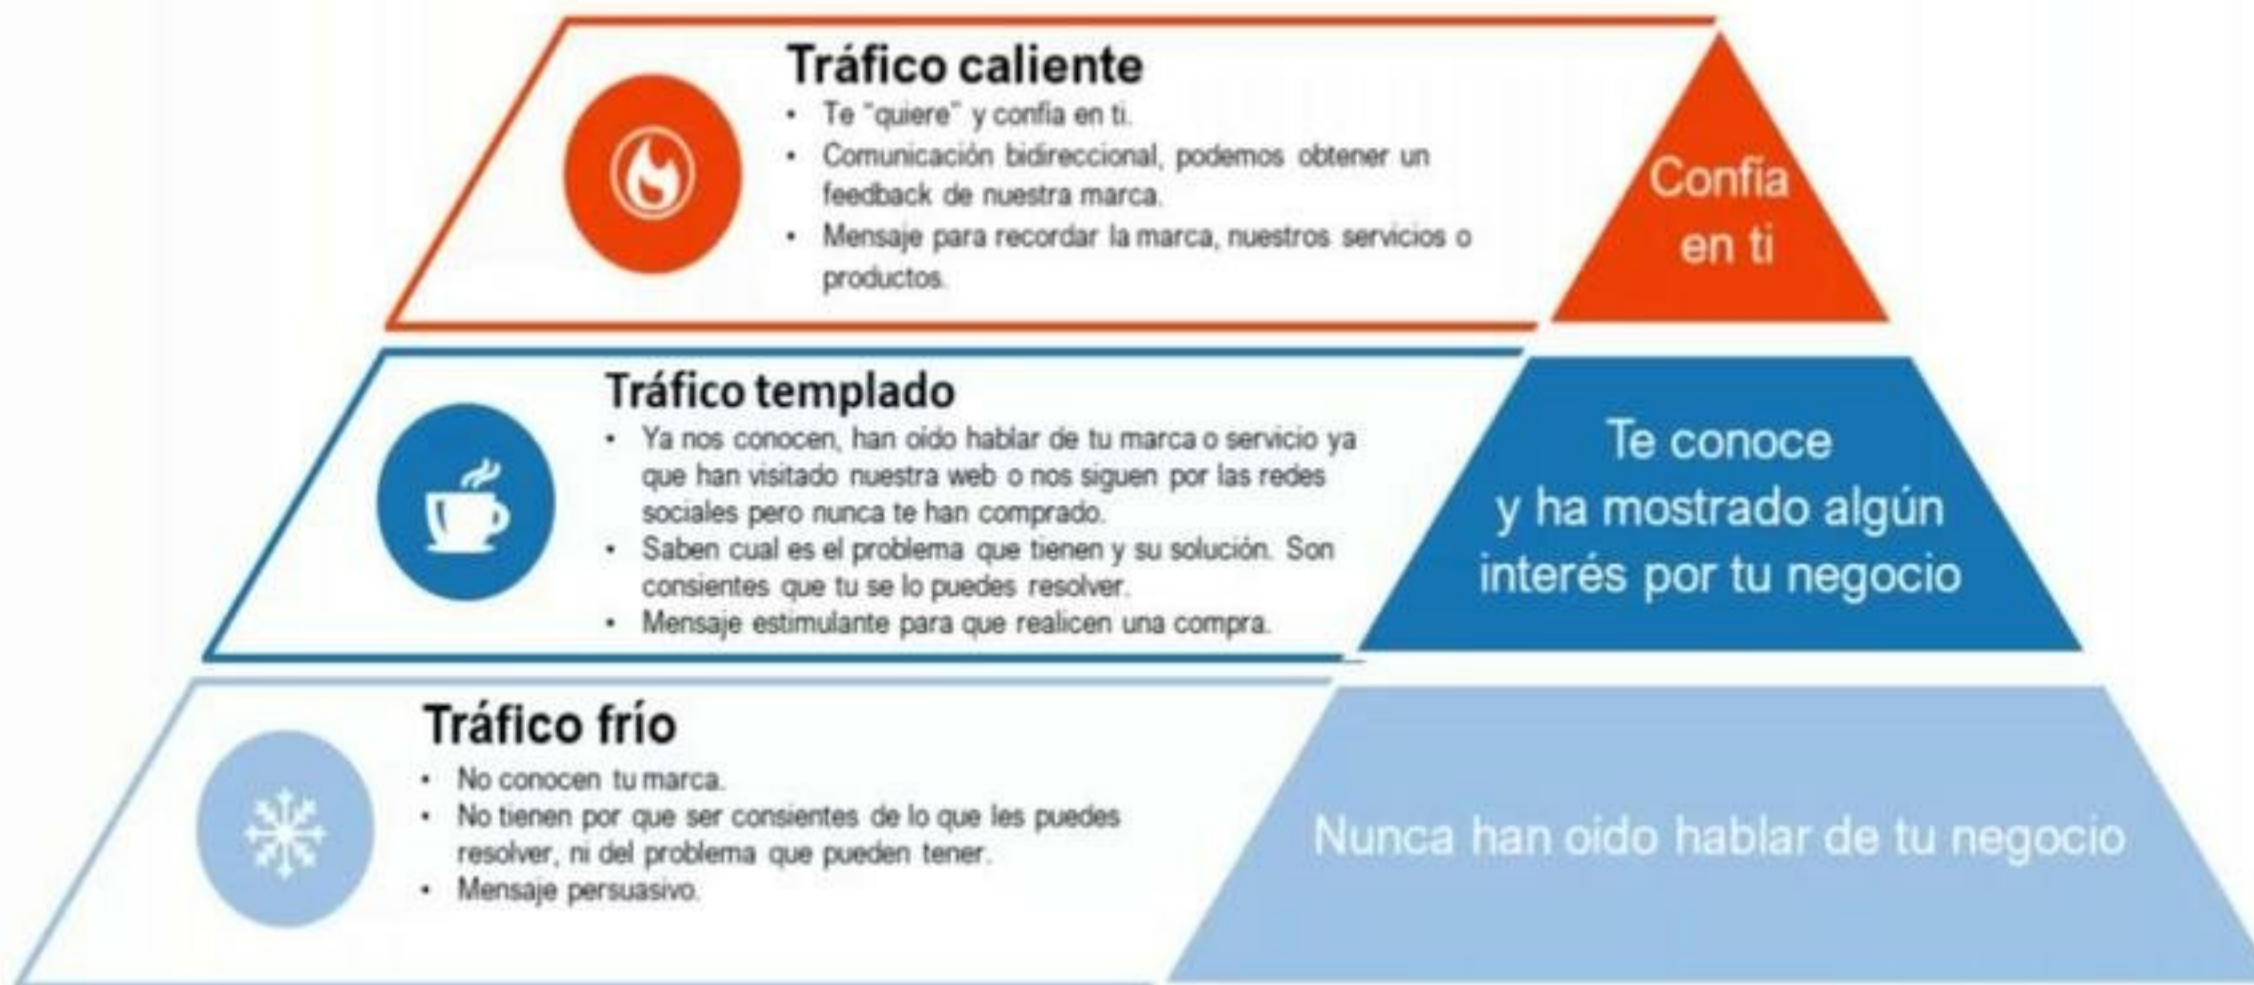 Tráfico caliente
• Te "quiere" y confía en ti.
• Comunicación bidireccional, podemos obtener un
feedback de nuestra marca.
• Mensaje para recordar la marca, nuestros servicios o
productos.
Confía
en ti
Tráfico templado
• Ya nos conocen, han oído hablar de tu marca o servicio ya
que han visitado nuestra web o nos siguen por las redes
sociales pero nunca te han comprado.
• Saben cual es el problema que tienen y su solución. Son
consientes que tu se lo puedes resolver.
• Mensaje estimulante para que realicen una compra.
Te conoce
y ha mostrado algún
interés por tu negocio
Tráfico frío
• No conocen tu marca.
• No tienen por que ser consientes de lo que les puedes
resolver, ni del problema que pueden tener.
• Mensaje persuasivo.
Nunca han oído hablar de tu negocio